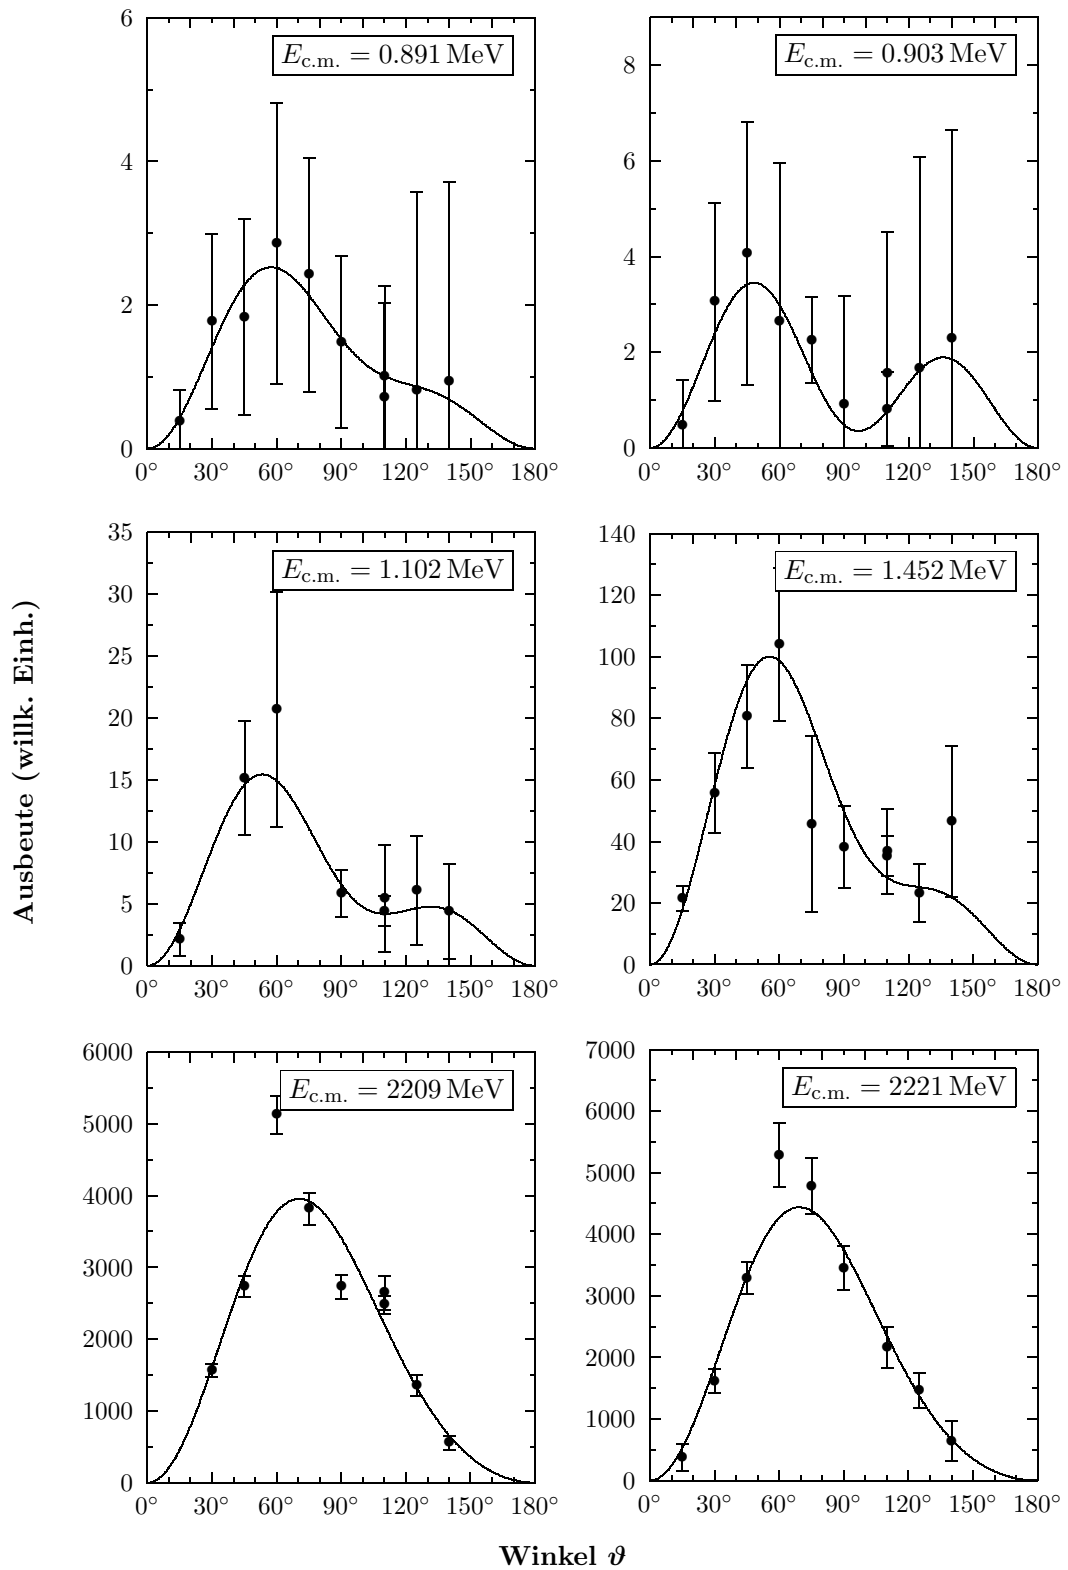 E_c.m. = 0.891 MeV
6
4
2
0
0° 30° 60° 90° 120° 150° 180°
E_c.m. = 0.903 MeV
8
6
4
2
0
0° 30° 60° 90° 120° 150° 180°
E_c.m. = 1.102 MeV
35
30
25
20
15
10
5
0
0° 30° 60° 90° 120° 150° 180°
E_c.m. = 1.452 MeV
140
120
100
80
60
40
20
0
0° 30° 60° 90° 120° 150° 180°
E_c.m. = 2209 MeV
6000
5000
4000
3000
2000
1000
0
0° 30° 60° 90° 120° 150° 180°
E_c.m. = 2221 MeV
7000
6000
5000
4000
3000
2000
1000
0
0° 30° 60° 90° 120° 150° 180°
Ausbeute (willk. Einh.)
Winkel ϑ